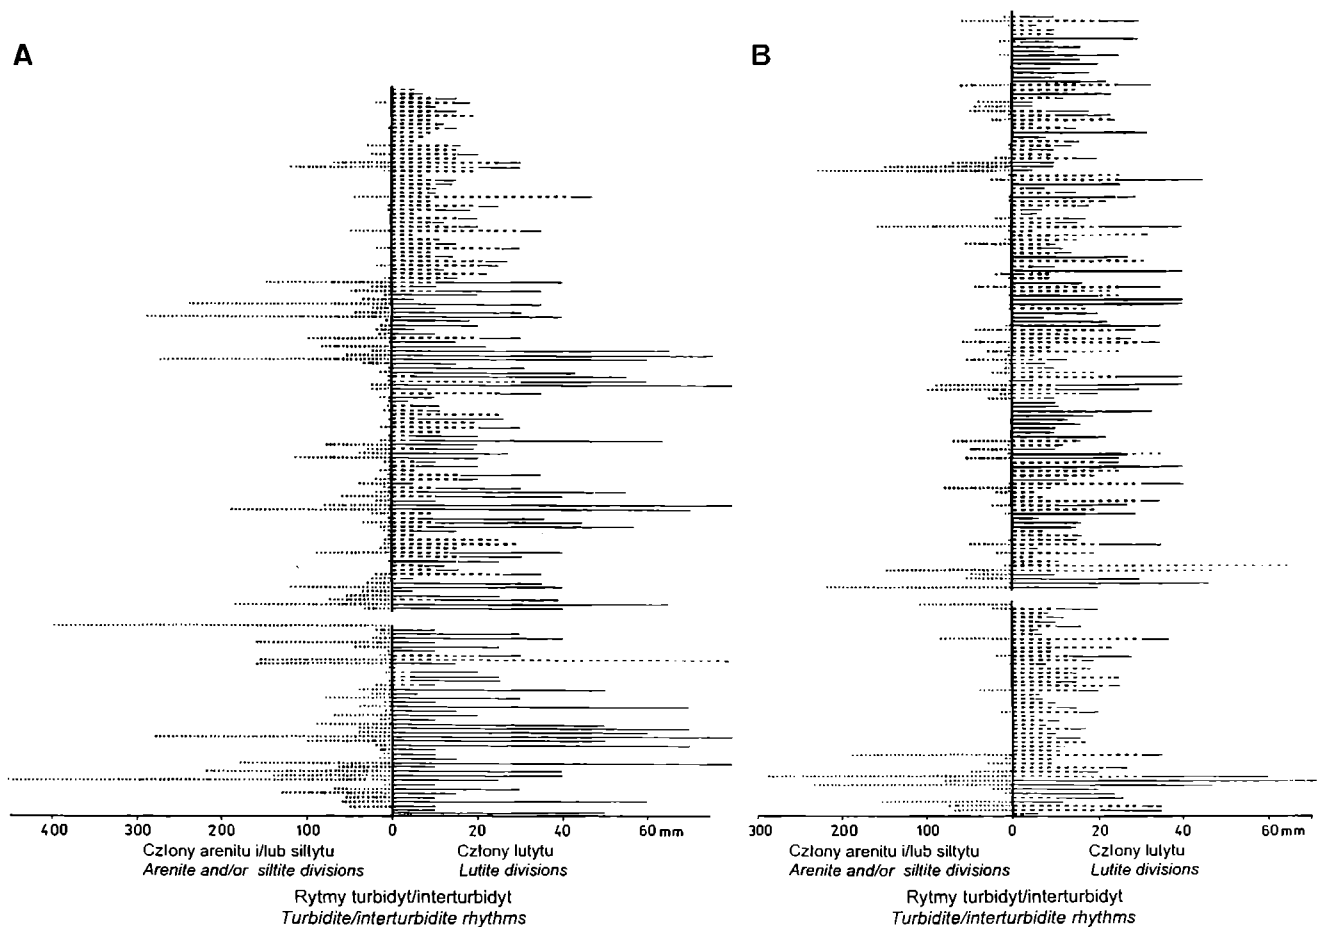 A
B
400 300 200 100 0 20 40 60 mm
Człony arenitu i/lub siltytu
Arenite and/or siltite divisions
Człony lutytu
Lutite divisions
Rytmy turbidyt/interturbidyt
Turbidite/interturbidite rhythms
300 200 100 0 20 40 60 mm
Człony arenitu i/lub siltytu
Arenite and/or siltite divisions
Człony lutytu
Lutite divisions
Rytmy turbidyt/interturbidyt
Turbidite/interturbidite rhythms